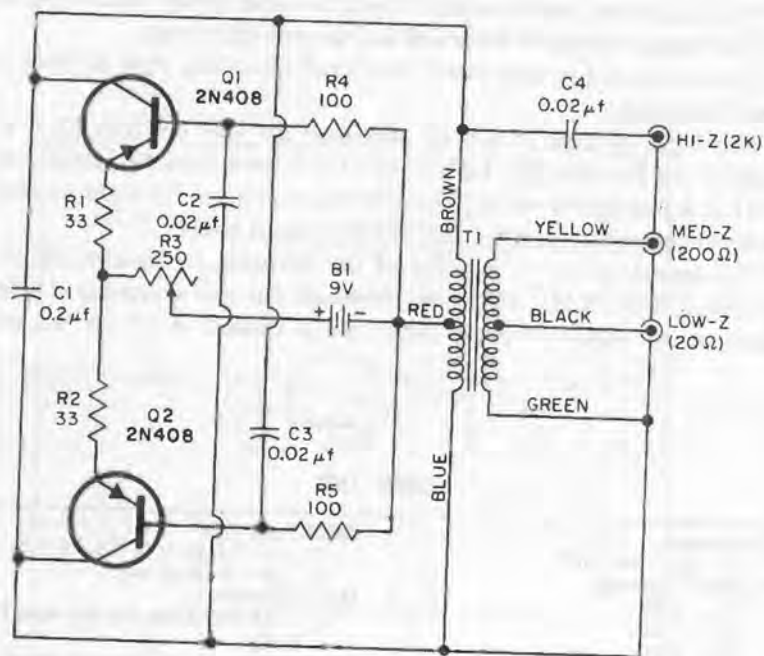 Q1
2N408
R4
100
C4
0.02µf
HI-Z (2K)
R1
33
C2
0.02µf
BROWN
T1
YELLOW
MED-Z
(200Ω)
R3
250
B1
9V
C1
0.2µf
+
−
RED
BLACK
LOW-Z
(20Ω)
R2
33
Q2
2N408
C3
0.02µf
GREEN
R5
100
BLUE